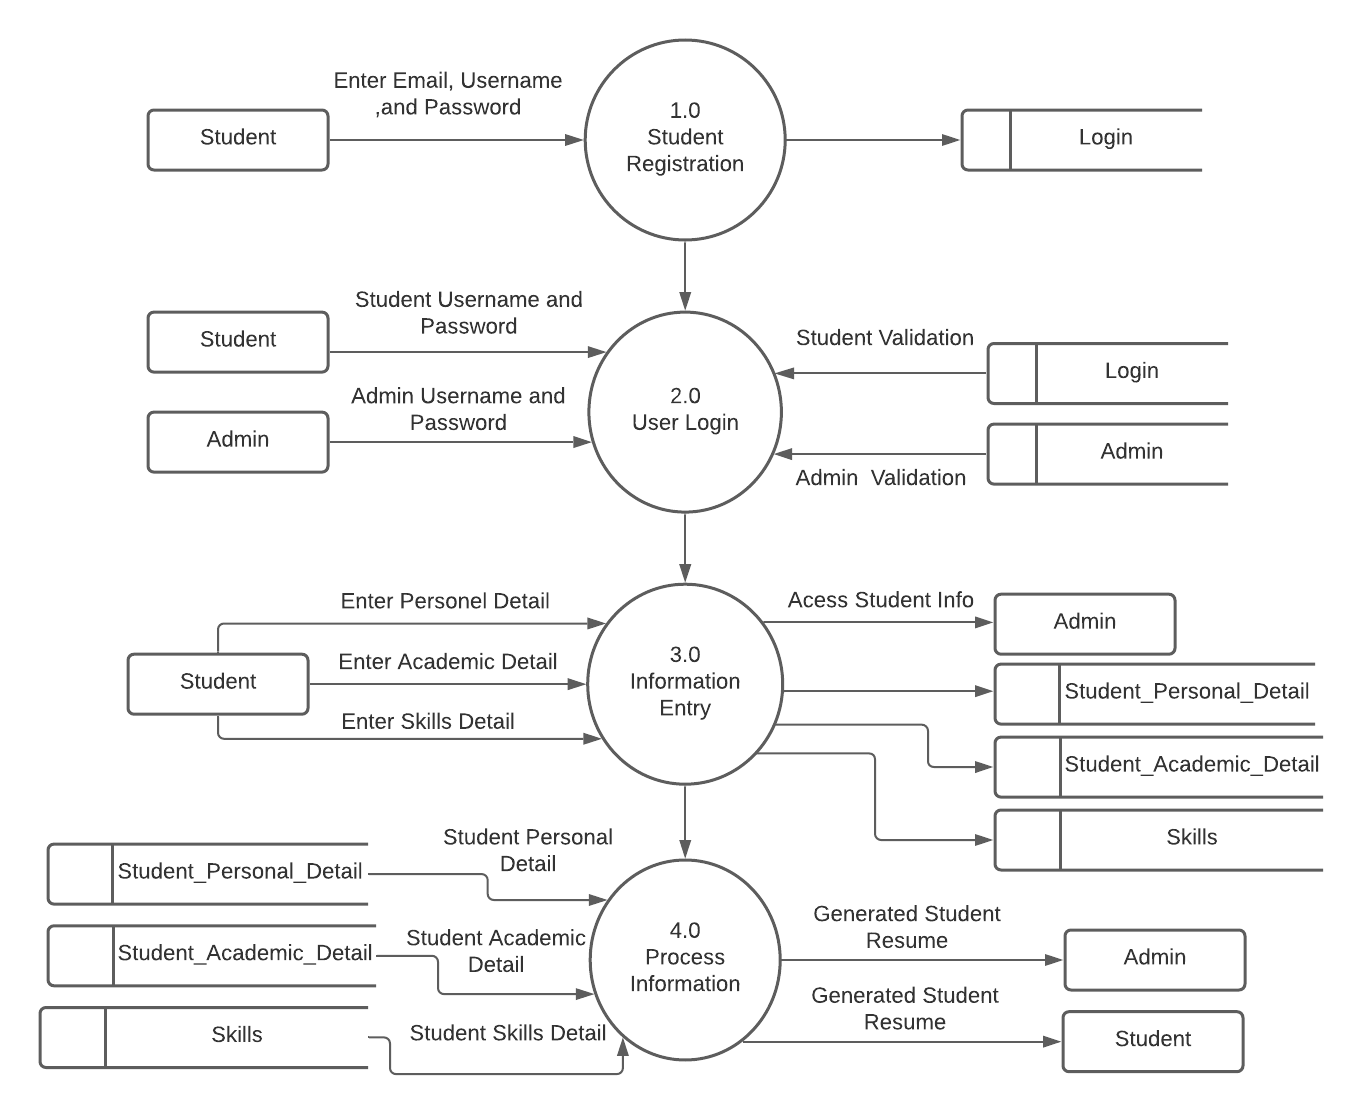 Enter Email, Username
,and Password
Student
1.0
Student
Registration
Login
Student Username and
Password
Student
Admin Username and
Password
Admin
2.0
User Login
Student Validation
Login
Admin
Admin  Validation
Enter Personel Detail
Enter Academic Detail
Student
Enter Skills Detail
3.0
Information
Entry
Acess Student Info
Admin
Student_Personal_Detail
Student_Academic_Detail
Skills
Student Personal
Detail
Student_Personal_Detail
Student Academic
Detail
Student_Academic_Detail
Student Skills Detail
Skills
4.0
Process
Information
Generated Student
Resume
Admin
Generated Student
Resume
Student